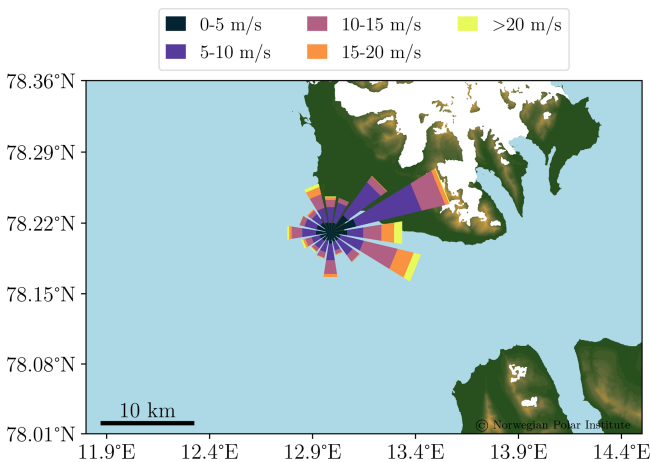 0-5 m/s 10-15 m/s >20 m/s
5-10 m/s 15-20 m/s
78.36°N
78.29°N
78.22°N
78.15°N
78.08°N
78.01°N
10 km
© Norwegian Polar Institute
11.9°E 12.4°E 12.9°E 13.4°E 13.9°E 14.4°E